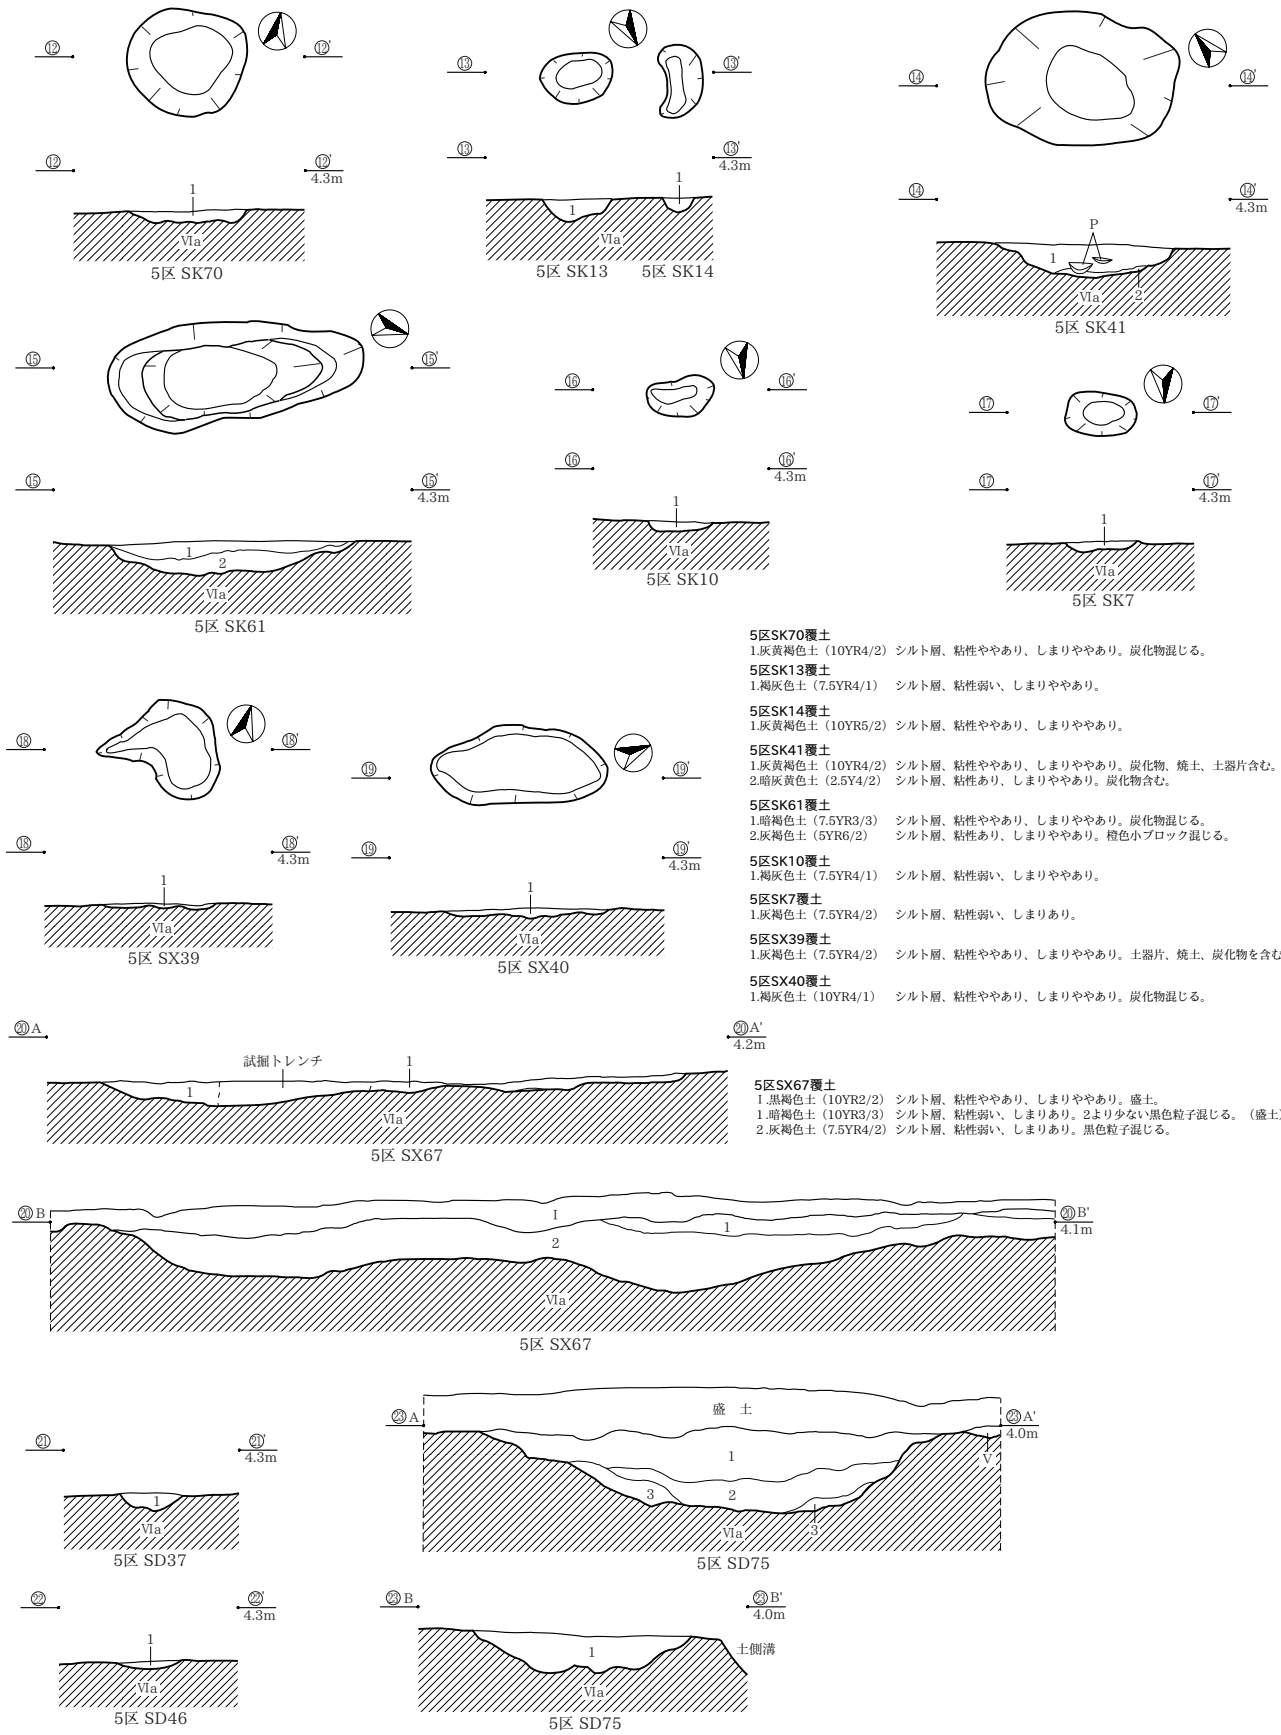 ⑫ ⑫'
⑫ ⑫'
4.3m
1
Ⅵa
5区 SK70
⑬ ⑬'
⑬ ⑬'
4.3m
1
1
Ⅵa
5区 SK13 5区 SK14
⑭ ⑭'
⑭ ⑭'
4.3m
P
1
Ⅵa 2
5区 SK41
⑮ ⑮'
⑮ ⑮'
4.3m
1
2
Ⅵa
5区 SK61
⑯ ⑯'
⑯ ⑯'
4.3m
1
Ⅵa
5区 SK10
⑰ ⑰'
⑰ ⑰'
4.3m
1
Ⅵa
5区 SK7
⑱ ⑱'
⑱ ⑱'
4.3m
1
Ⅵa
5区 SX39
⑲ ⑲'
⑲ ⑲'
4.3m
1
Ⅵa
5区 SX40
5区SK70覆土
1.灰黄褐色土（10YR4/2）シルト層、粘性ややあり、しまりややあり。炭化物混じる。
5区SK13覆土
1.褐灰色土（7.5YR4/1） シルト層、粘性弱い、しまりややあり。
5区SK14覆土
1.灰黄褐色土（10YR5/2）シルト層、粘性ややあり、しまりややあり。
5区SK41覆土
1.灰黄褐色土（10YR4/2）シルト層、粘性ややあり、しまりややあり。炭化物、焼土、土器片含む。
2.暗灰黄色土（2.5Y4/2） シルト層、粘性あり、しまりややあり。炭化物含む。
5区SK61覆土
1.暗褐色土（7.5YR3/3） シルト層、粘性ややあり、しまりややあり。炭化物混じる。
2.灰褐色土（5YR6/2） シルト層、粘性あり、しまりややあり。橙色小ブロック混じる。
5区SK10覆土
1.褐灰色土（7.5YR4/1） シルト層、粘性弱い、しまりややあり。
5区SK7覆土
1.灰褐色土（7.5YR4/2） シルト層、粘性弱い、しまりあり。
5区SX39覆土
1.灰褐色土（7.5YR4/2） シルト層、粘性ややあり、しまりややあり。土器片、焼土、炭化物を含む
5区SX40覆土
1.褐灰色土（10YR4/1） シルト層、粘性ややあり、しまりややあり。炭化物混じる。
⑳A ⑳A'
4.2m
試掘トレンチ 1
1
Ⅵa
5区 SX67
5区SX67覆土
Ⅰ.黒褐色土（10YR2/2）シルト層、粘性ややあり、しまりややあり。盛土。
1.暗褐色土（10YR3/3）シルト層、粘性弱い、しまりあり。2より少ない黒色粒子混じる。（盛土
2.灰褐色土（7.5YR4/2）シルト層、粘性弱い、しまりあり。黒色粒子混じる。
⑳B ⑳B'
4.1m
Ⅰ
1
2
Ⅵa
5区 SX67
㉑ ㉑'
4.3m
1
Ⅵa
5区 SD37
㉓A ㉓A'
4.0m
盛 土
1
Ⅴ
2
3
3
Ⅵa
5区 SD75
㉒ ㉒'
4.3m
1
Ⅵa
5区 SD46
㉓B ㉓B'
4.0m
1
土側溝
Ⅵa
5区 SD75